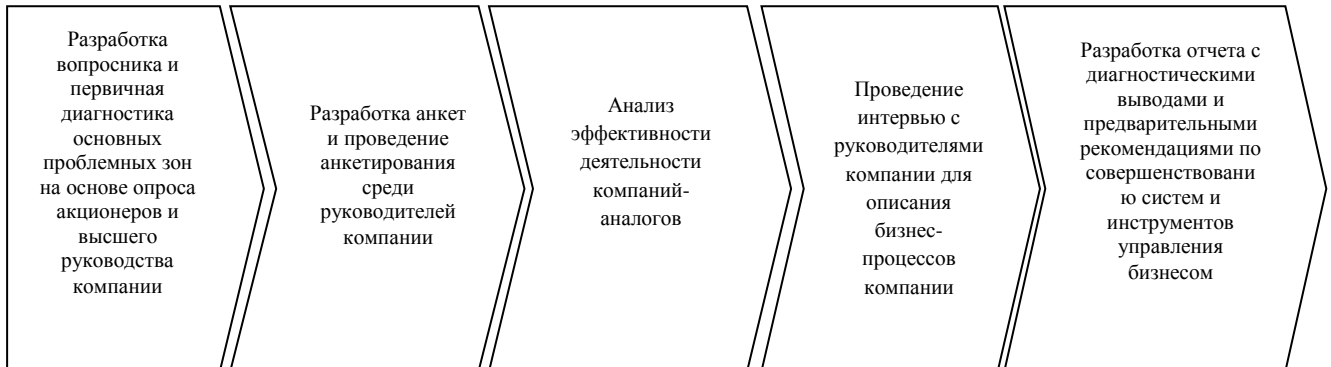 Разработка
вопросника и
первичная
диагностика
основных
проблемных зон
на основе опроса
акционеров и
высшего
руководства
компании
Разработка анкет
и проведение
анкетирования
среди
руководителей
компании
Анализ
эффективности
деятельности
компаний-
аналогов
Проведение
интервью с
руководителями
компании для
описания
бизнес-
процессов
компании
Разработка отчета с
диагностическими
выводами и
предварительными
рекомендациями по
совершенствовани
ю систем и
инструментов
управления
бизнесом